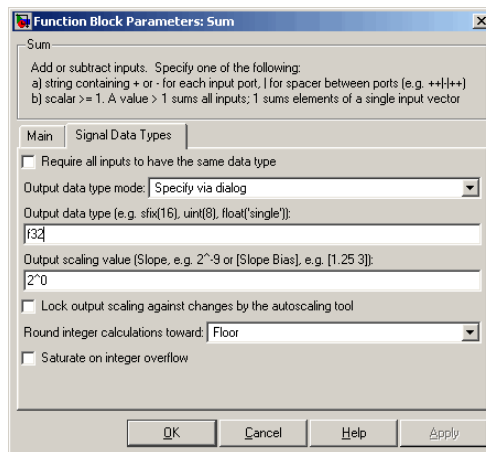 Function Block Parameters: Sum
Sum
Add or subtract inputs. Specify one of the following:
a) string containing + or - for each input port, | for spacer between ports (e.g. ++|-|++)
b) scalar >= 1. A value > 1 sums all inputs; 1 sums elements of a single input vector
Main Signal Data Types
Require all inputs to have the same data type
Output data type mode: Specify via dialog
Output data type (e.g. sfix(16), uint(8), float('single')):
f32
Output scaling value (Slope, e.g. 2^-9 or [Slope Bias], e.g. [1.25 3]):
2^0
Lock output scaling against changes by the autoscaling tool
Round integer calculations toward: Floor
Saturate on integer overflow
OK Cancel Help Apply